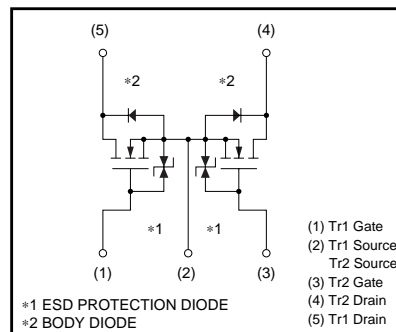 (5) (4)
∗2 ∗2
∗1 ∗1
(1) (2) (3)
∗1 ESD PROTECTION DIODE
∗2 BODY DIODE
(1) Tr1 Gate
(2) Tr1 Source
Tr2 Source
(3) Tr2 Gate
(4) Tr2 Drain
(5) Tr1 Drain